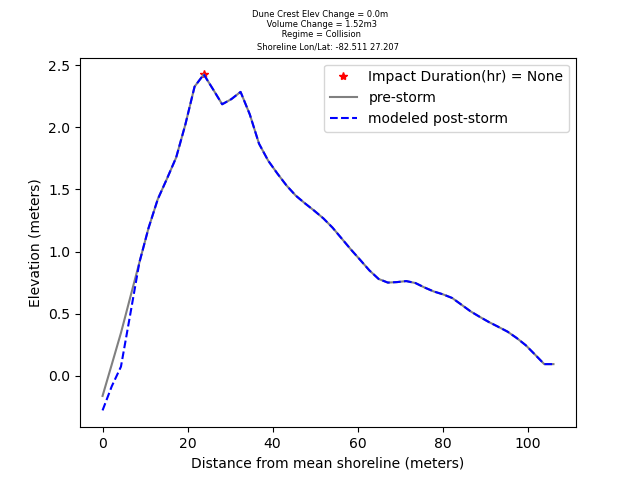 Dune Crest Elev Change = 0.0m
Volume Change = 1.52m3
Regime = Collision
Shoreline Lon/Lat: -82.511 27.207
Impact Duration(hr) = None
pre-storm
modeled post-storm
2.5
2.0
1.5
1.0
0.5
0.0
Elevation (meters)
0 20 40 60 80 100
Distance from mean shoreline (meters)